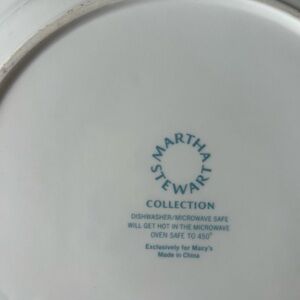 MARTHA
STEWART
COLLECTION
DISHWASHER/MICROWAVE SAFE
WILL GET HOT IN THE MICROWAVE
OVEN SAFE TO 450°
Exclusively for Macy's
Made in China